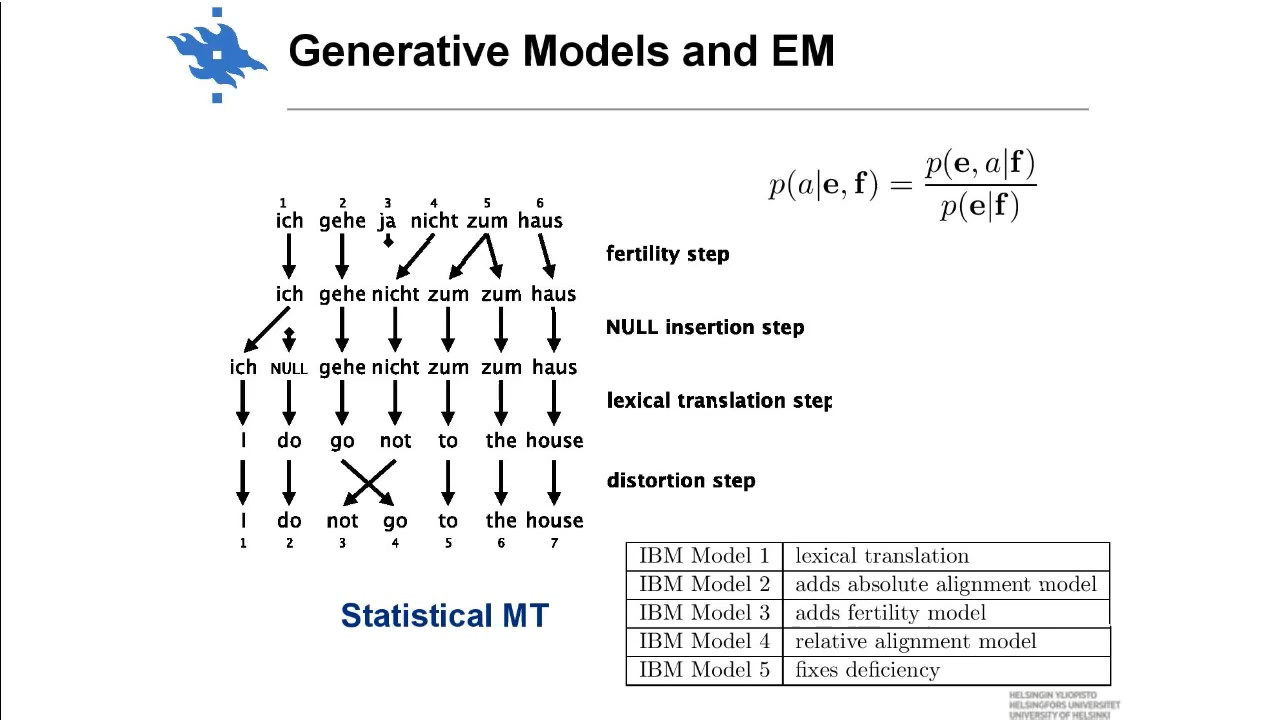 Generative Models and EM
p(a|e, f) = p(e, a|f) / p(e|f)
1 2 3 4 5 6
ich gehe ja nicht zum haus
fertility step
ich gehe nicht zum zum haus
NULL insertion step
ich NULL gehe nicht zum zum haus
lexical translation step
I do go not to the house
distortion step
I do not go to the house
1 2 3 4 5 6 7
Statistical MT
IBM Model 1 lexical translation
IBM Model 2 adds absolute alignment model
IBM Model 3 adds fertility model
IBM Model 4 relative alignment model
IBM Model 5 fixes deficiency
HELSINGIN YLIOPISTO
HELSINGFORS UNIVERSITET
UNIVERSITY OF HELSINKI